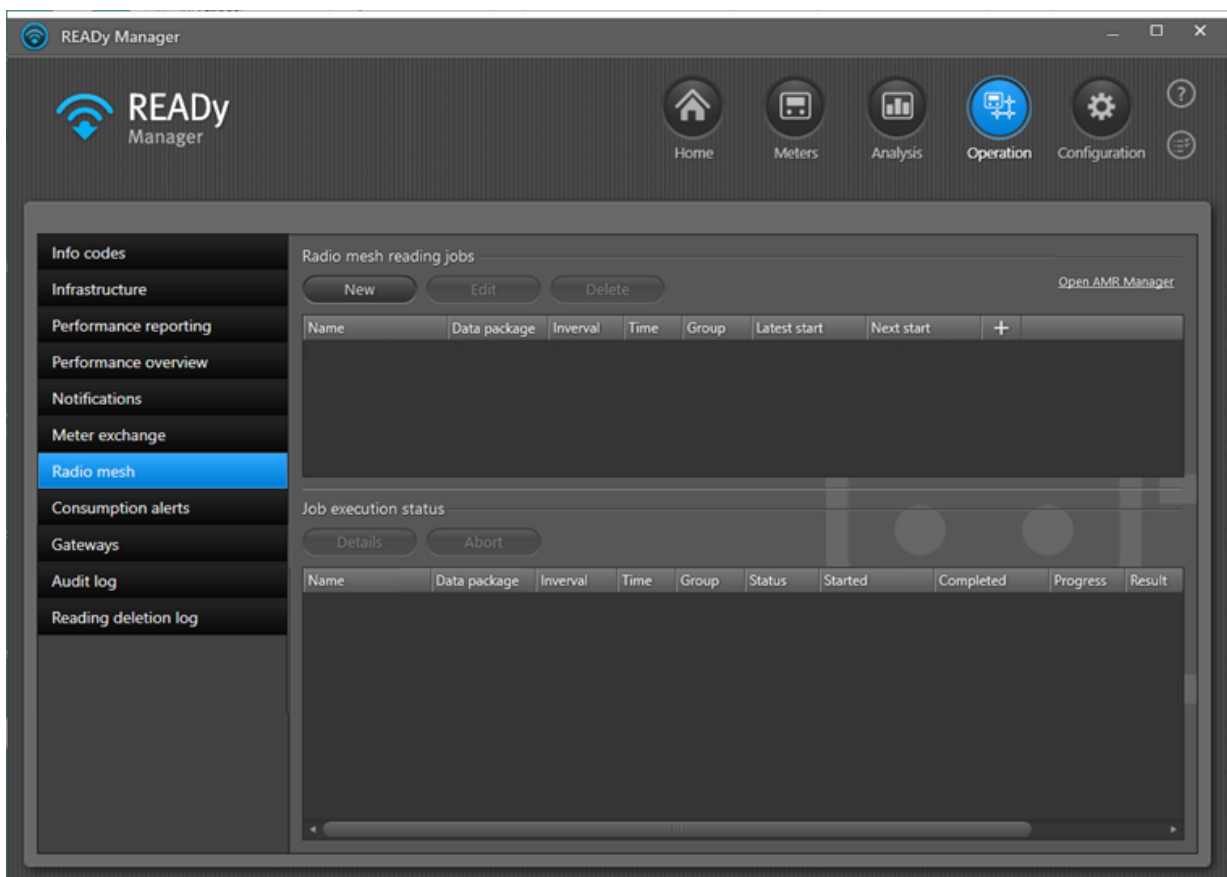 READy Manager
READy
Manager
Home Meters Analysis Operation Configuration
?
Info codes
Infrastructure
Performance reporting
Performance overview
Notifications
Meter exchange
Radio mesh
Consumption alerts
Gateways
Audit log
Reading deletion log
Radio mesh reading jobs
New Edit Delete
Open AMR Manager
Name Data package Inverval Time Group Latest start Next start +
Job execution status
Details Abort
Name Data package Inverval Time Group Status Started Completed Progress Result